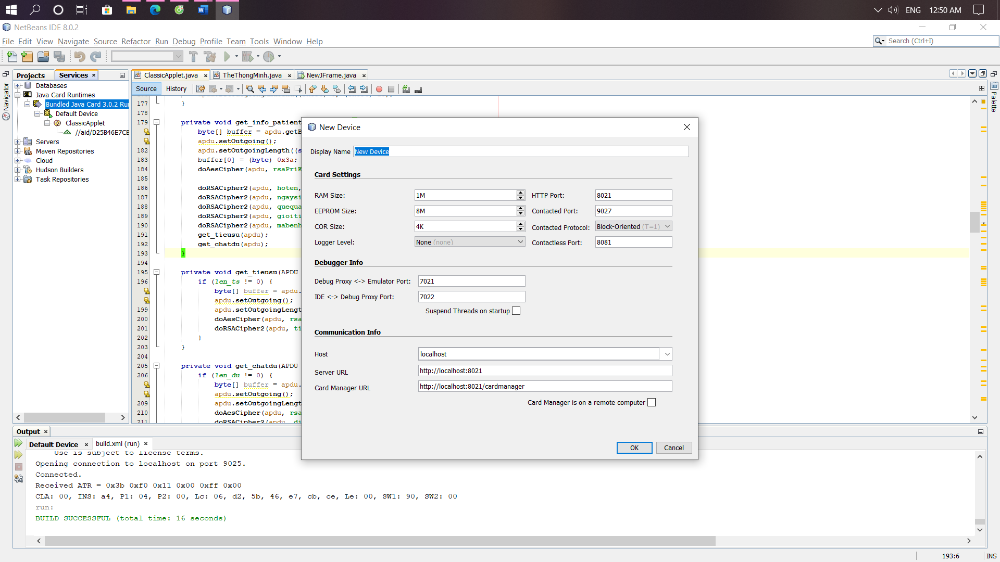 ENG 12:50 AM
NetBeans IDE 8.0.2
File Edit View Navigate Source Refactor Run Debug Profile Team Tools Window Help
Search (Ctrl+I)
Projects Services
ClassicApplet.java TheThongMinh.java NewJFrame.java
Navigator
Palette
Source History
Databases
Java Card Runtimes
Bundled Java Card 3.0.2 Ru
Default Device
ClassicApplet
//aid/D25B46E7CB
Servers
Maven Repositories
Cloud
Hudson Builders
Task Repositories
177 }
178
179 private void get_info_patient
byte[] buffer = apdu.getB
apdu.setOutgoing();
182 apdu.setOutgoingLength((s
183 buffer[0] = (byte) 0x3a;
184 doAesCipher(apdu, rsaPriK
185
186 doRSACipher2(apdu, hoten,
187 doRSACipher2(apdu, ngaysi
188 doRSACipher2(apdu, quequa
189 doRSACipher2(apdu, gioiti
190 doRSACipher2(apdu, mabenh
191 get_tieusu(apdu);
192 get_chatdu(apdu);
193 }
194
195 private void get_tieusu(APDU
196 if (len_ts != 0) {
byte[] buffer = apdu.
apdu.setOutgoing();
199 apdu.setOutgoingLengt
200 doAesCipher(apdu, rsa
201 doRSACipher2(apdu, ti
202 }
203 }
204
205 private void get_chatdu(APDU
206 if (len_du != 0) {
byte[] buffer = apdu.
apdu.setOutgoing();
209 apdu.setOutgoingLengt
210 doAesCipher(apdu, rsa
211 doRSACipher2(apdu, di
New Device
Display Name New Device
Card Settings
RAM Size: 1M HTTP Port: 8021
EEPROM Size: 8M Contacted Port: 9027
COR Size: 4K Contacted Protocol: Block-Oriented (T=1)
Logger Level: None (none) Contactless Port: 8081
Debugger Info
Debug Proxy <-> Emulator Port: 7021
IDE <-> Debug Proxy Port: 7022
Suspend Threads on startup
Communication Info
Host localhost
Server URL http://localhost:8021
Card Manager URL http://localhost:8021/cardmanager
Card Manager is on a remote computer
OK Cancel
Output
Default Device build.xml (run)
Use is subject to license terms.
Opening connection to localhost on port 9025.
Connected.
Received ATR = 0x3b 0xf0 0x11 0x00 0xff 0x00
CLA: 00, INS: a4, P1: 04, P2: 00, Lc: 06, d2, 5b, 46, e7, cb, ce, Le: 00, SW1: 90, SW2: 00
run:
BUILD SUCCESSFUL (total time: 16 seconds)
193:6 INS